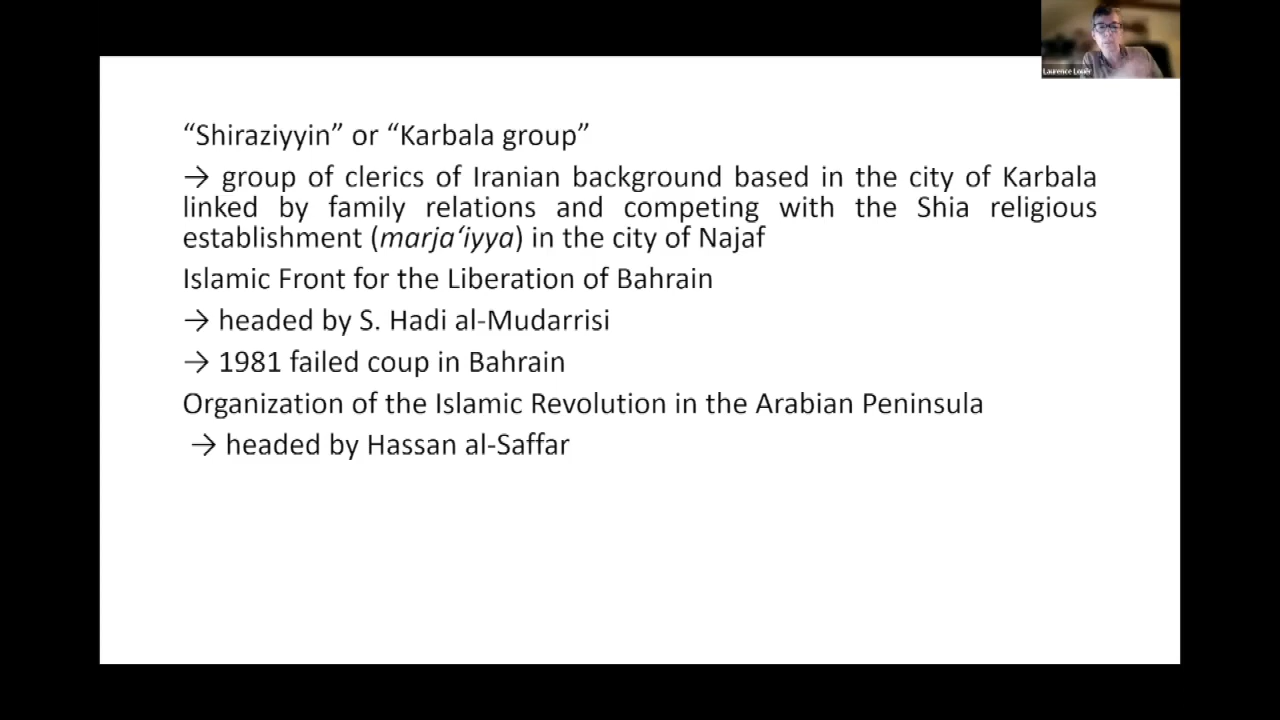 Laurence Louër
“Shiraziyyin” or “Karbala group”
→ group of clerics of Iranian background based in the city of Karbala
linked by family relations and competing with the Shia religious
establishment (marja‘iyya) in the city of Najaf
Islamic Front for the Liberation of Bahrain
→ headed by S. Hadi al-Mudarrisi
→ 1981 failed coup in Bahrain
Organization of the Islamic Revolution in the Arabian Peninsula
→ headed by Hassan al-Saffar